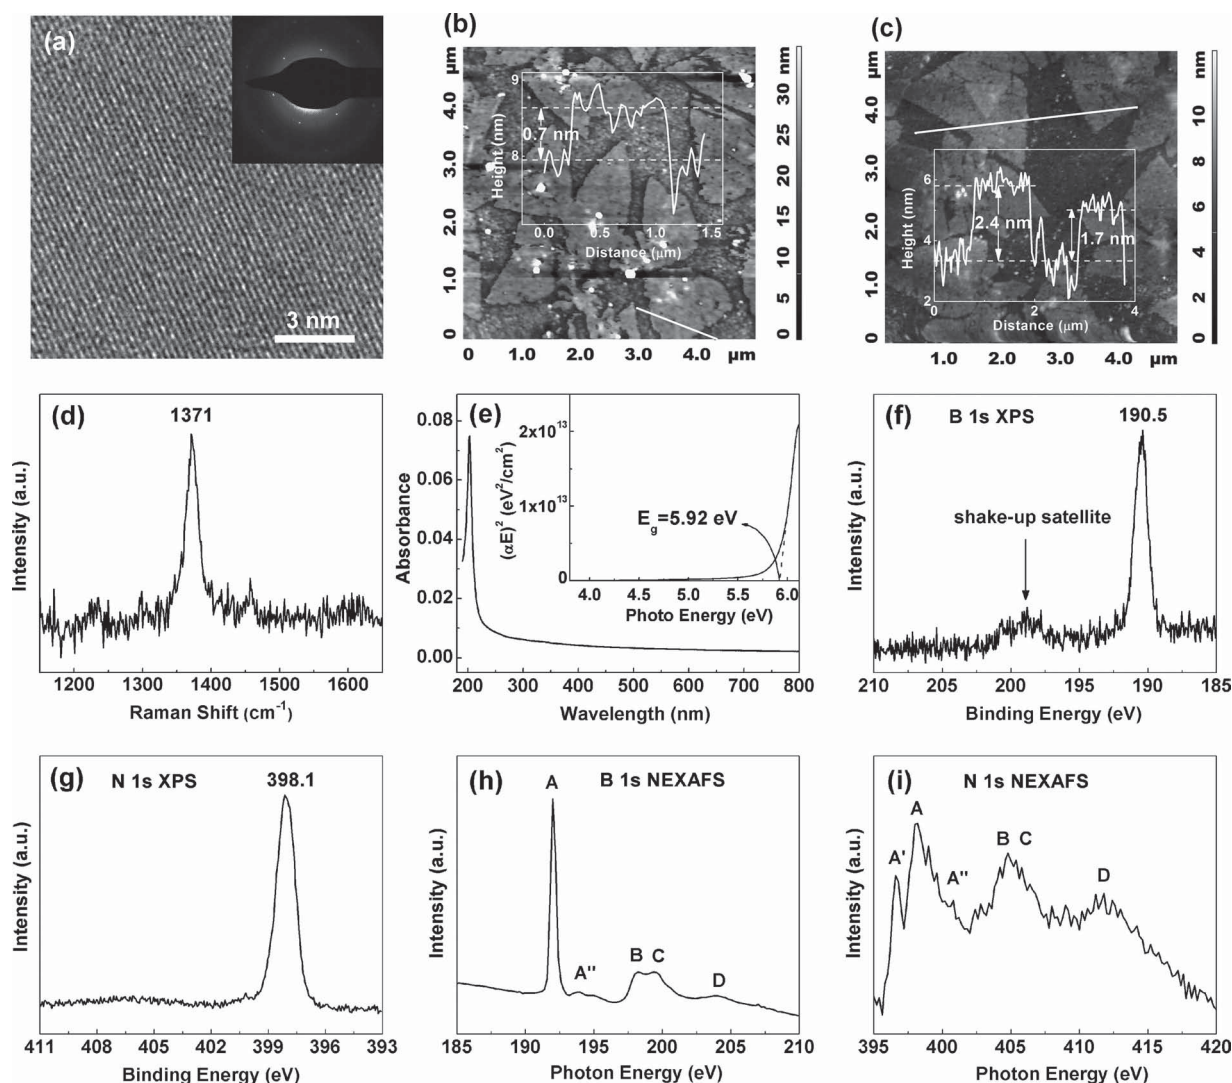 (a)
3 nm
(b)
µm
4.0
3.0
2.0
1.0
0
0 1.0 2.0 3.0 4.0 µm
9
8
0.7 nm
Height (nm)
0.0 0.5 1.0 1.5
Distance (µm)
nm
30
25
20
15
10
5
0
(c)
µm
4.0
3.0
2.0
1.0
0
1.0 2.0 3.0 4.0 µm
6
4
2
2.4 nm
1.7 nm
Height (nm)
0 2 4
Distance (µm)
nm
10
8
6
4
2
0
(d)
1371
Intensity (a.u.)
1200 1300 1400 1500 1600
Raman Shift (cm⁻¹)
(e)
Absorbance
0.08
0.06
0.04
0.02
0.00
200 300 400 500 600 700 800
Wavelength (nm)
(αE)² (eV²/cm²)
2x10¹³
1x10¹³
0
E_g=5.92 eV
4.0 4.5 5.0 5.5 6.0
Photo Energy (eV)
(f) B 1s XPS 190.5
shake-up satellite
Intensity (a.u.)
210 205 200 195 190 185
Binding Energy (eV)
(g) N 1s XPS 398.1
Intensity (a.u.)
411 408 405 402 399 396 393
Binding Energy (eV)
(h) B 1s NEXAFS
A
A"
B C
D
Intensity (a.u.)
185 190 195 200 205 210
Photon Energy (eV)
(i) N 1s NEXAFS
A
A'
A"
B C
D
Intensity (a.u.)
395 400 405 410 415 420
Photon Energy (eV)